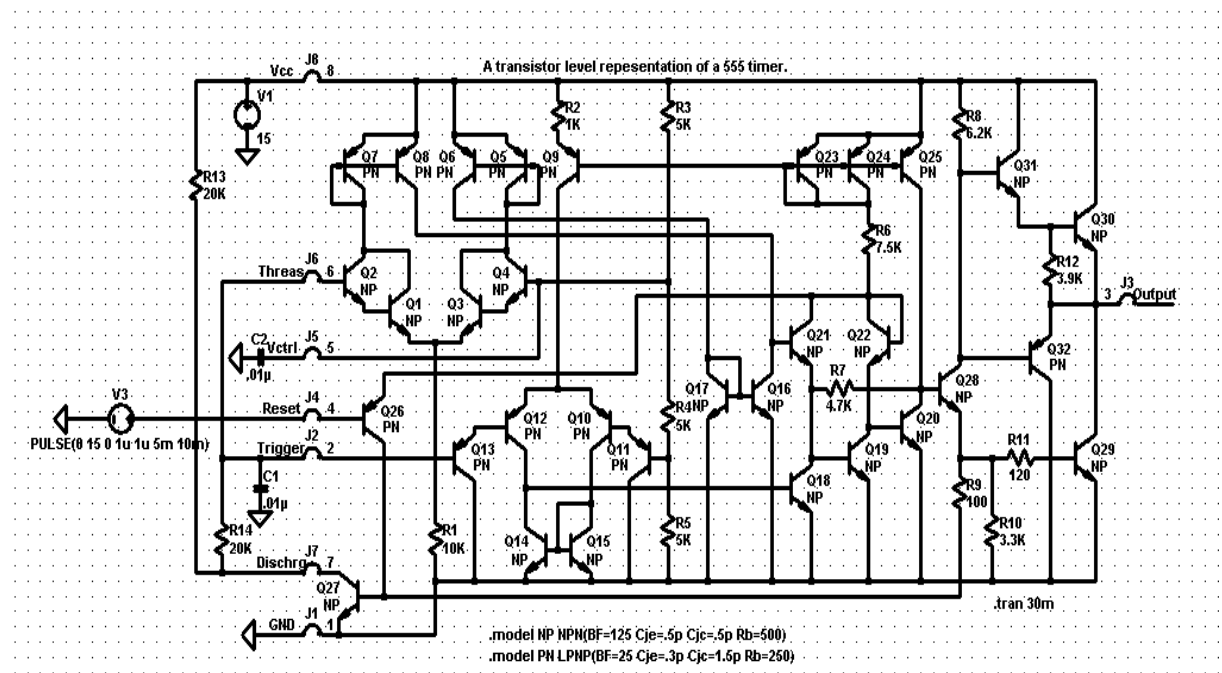 A transistor level repesentation of a 555 timer.
Vcc J8 8
V1
15
R2
1K
R3
5K
R8
6.2K
Q7
PN
Q8
PN
Q6
PN
Q5
PN
Q9
PN
Q23
PN
Q24
PN
Q25
PN
Q31
NP
R13
20K
Q30
NP
R6
7.5K
Threas J6 6
Q2
NP
Q4
NP
R12
3.9K
Q1
NP
Q3
NP
3 J3 Output
C2 Vctrl J5 5
.01µ
Q21
NP
Q22
NP
Q32
PN
R7
4.7K
Q17
NP
Q16
NP
Q28
NP
V3
PULSE(0 15 0 1u 1u 5m 10m)
Reset J4 4
Q26
PN
Q12
PN
Q10
PN
R4
5K
Q20
NP
Trigger J2 2
Q13
PN
Q11
PN
Q19
NP
R11
120
Q29
NP
C1
.01µ
Q18
NP
R9
100
R10
3.3K
R14
20K
R1
10K
Q14
NP
Q15
NP
R5
5K
Dischrg J7 7
Q27
NP
.tran 30m
GND J1 1
.model NP NPN(BF=125 Cje=.5p Cjc=.5p Rb=500)
.model PN LPNP(BF=25 Cje=.3p Cjc=1.5p Rb=250)